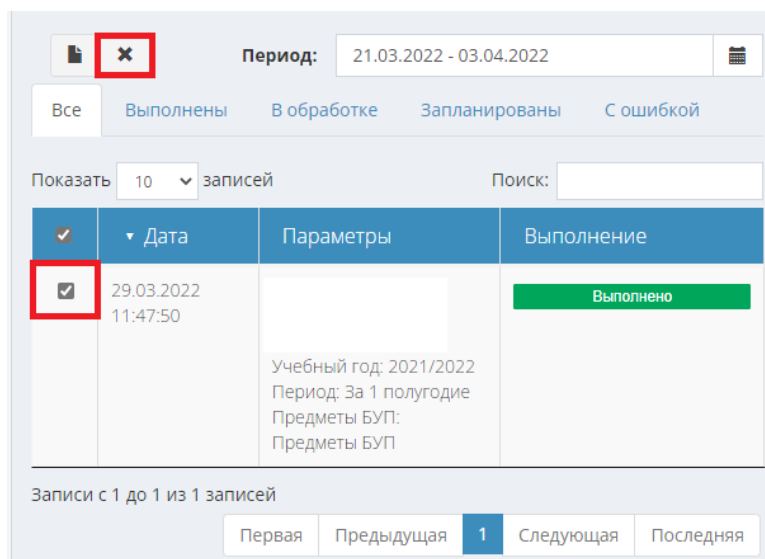 Период: 21.03.2022 - 03.04.2022
Все Выполнены В обработке Запланированы С ошибкой
Показать 10 записей Поиск:
Дата Параметры Выполнение
29.03.2022
11:47:50
Выполнено
Учебный год: 2021/2022
Период: За 1 полугодие
Предметы БУП:
Предметы БУП
Записи с 1 до 1 из 1 записей
Первая Предыдущая 1 Следующая Последняя